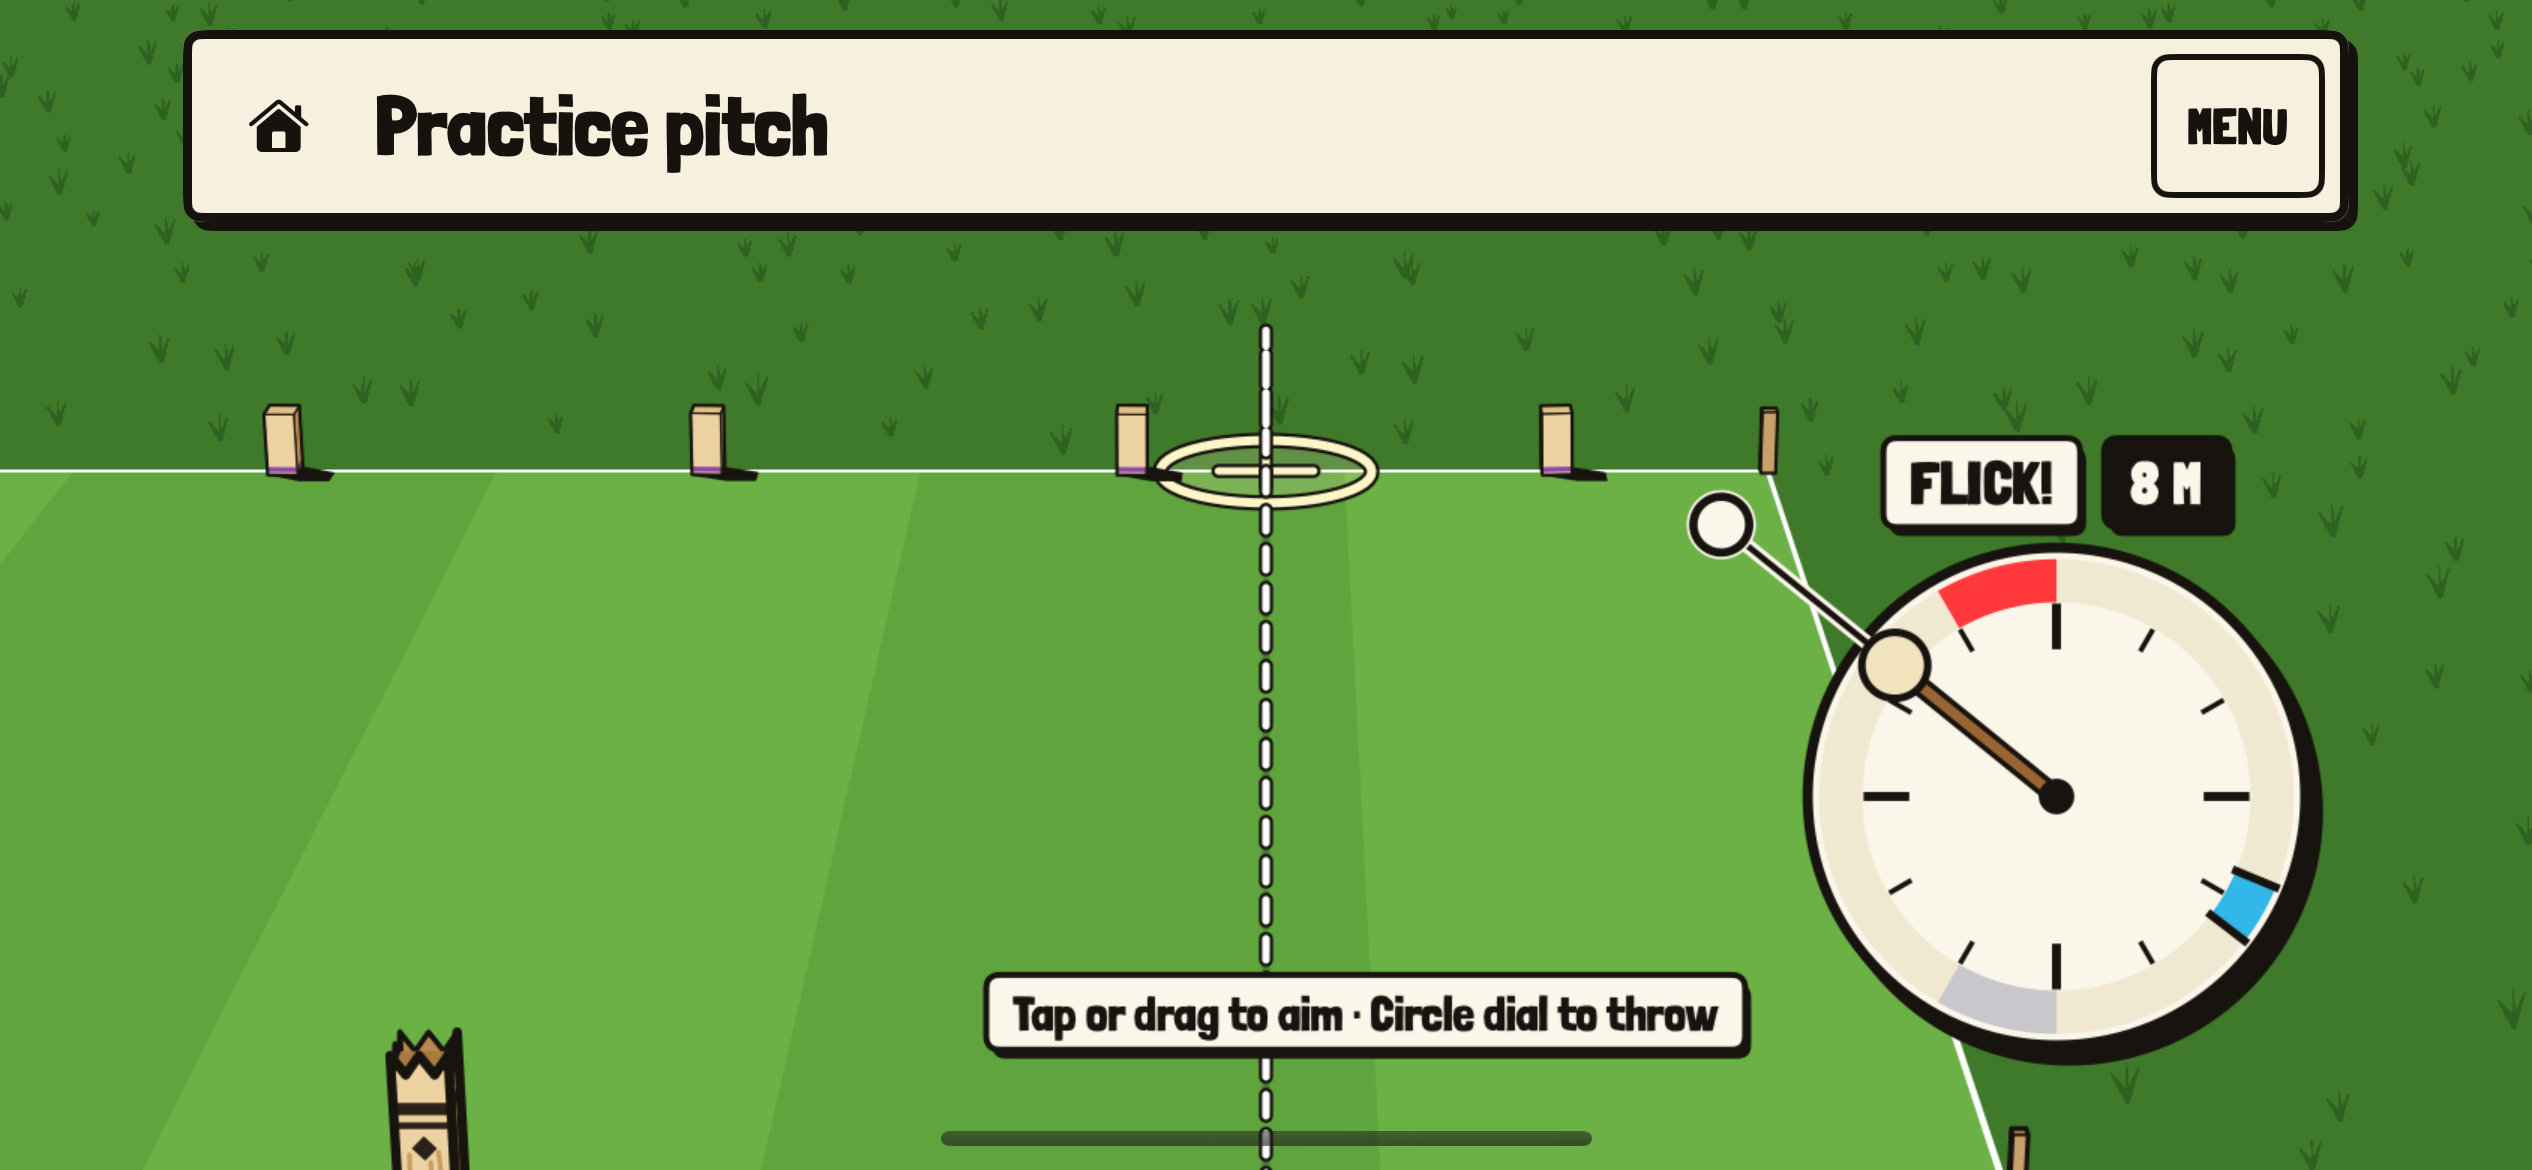 Practice pitch
MENU
FLICK! 8 M
Tap or drag to aim · Circle dial to throw